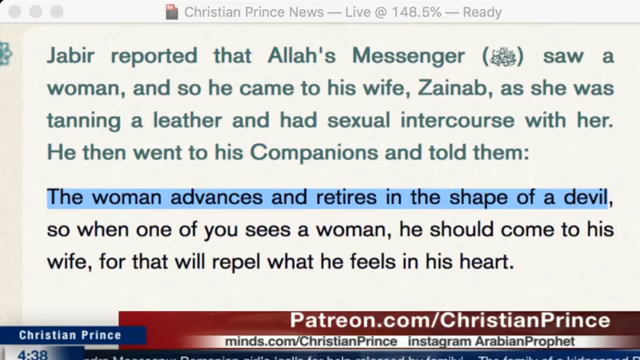 Christian Prince News — Live @ 148.5% — Ready
Jabir reported that Allah's Messenger (ﷺ) saw a
woman, and so he came to his wife, Zainab, as she was
tanning a leather and had sexual intercourse with her.
He then went to his Companions and told them:
The woman advances and retires in the shape of a devil,
so when one of you sees a woman, he should come to his
wife, for that will repel what he feels in his heart.
Patreon.com/ChristianPrince
Christian Prince
minds.com/ChristianPrince instagram ArabianProphet
4:38